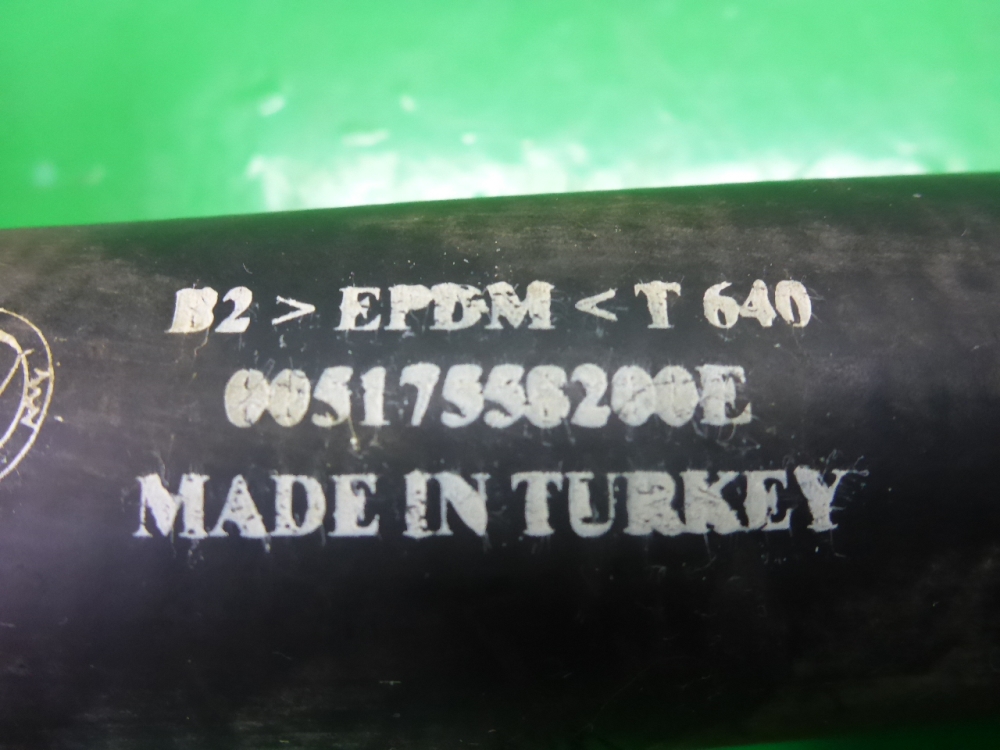 B2 > EPDM < T 640
00517558200E
MADE IN TURKEY